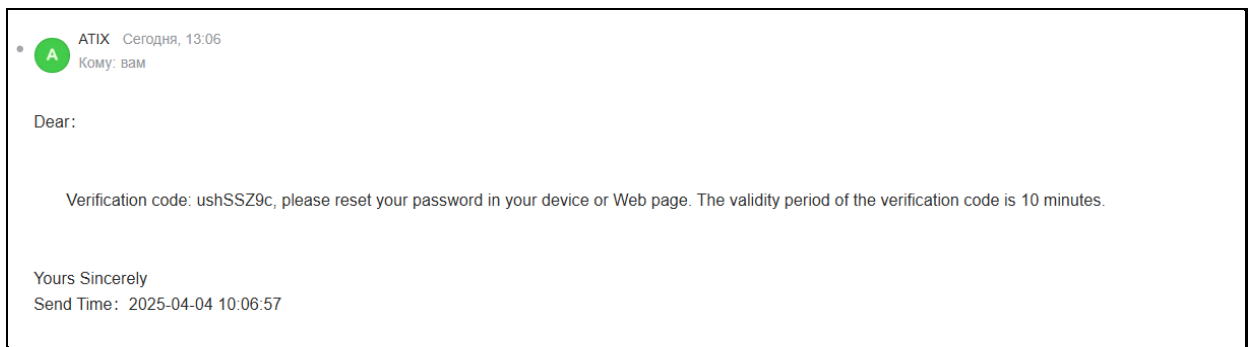 ATIX Сегодня, 13:06
A
Кому: вам
Dear:
Verification code: ushSSZ9c, please reset your password in your device or Web page. The validity period of the verification code is 10 minutes.
Yours Sincerely
Send Time: 2025-04-04 10:06:57